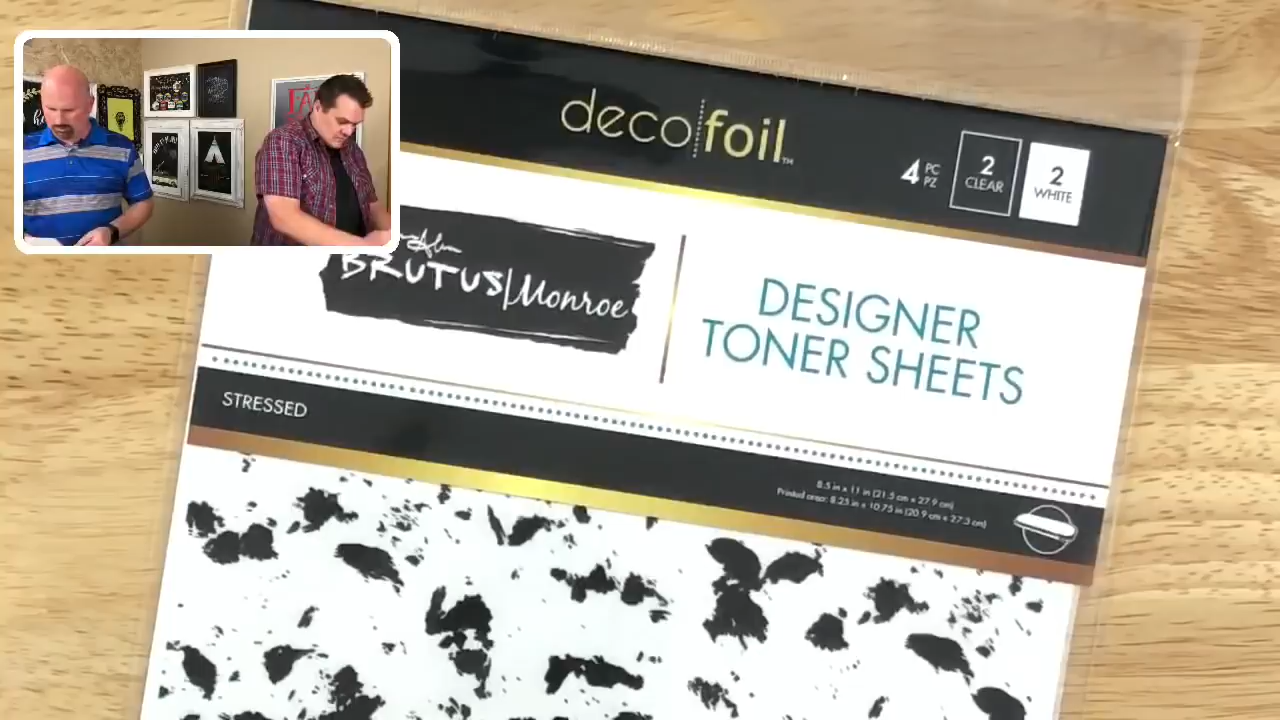 deco foil™
4 PC
PZ
2
CLEAR
2
WHITE
BRUTUS|Monroe
DESIGNER
TONER SHEETS
STRESSED
8.5 in x 11 in (21.5 cm x 27.9 cm)
Printed area: 8.25 in x 10.75 in (20.9 cm x 27.3 cm)